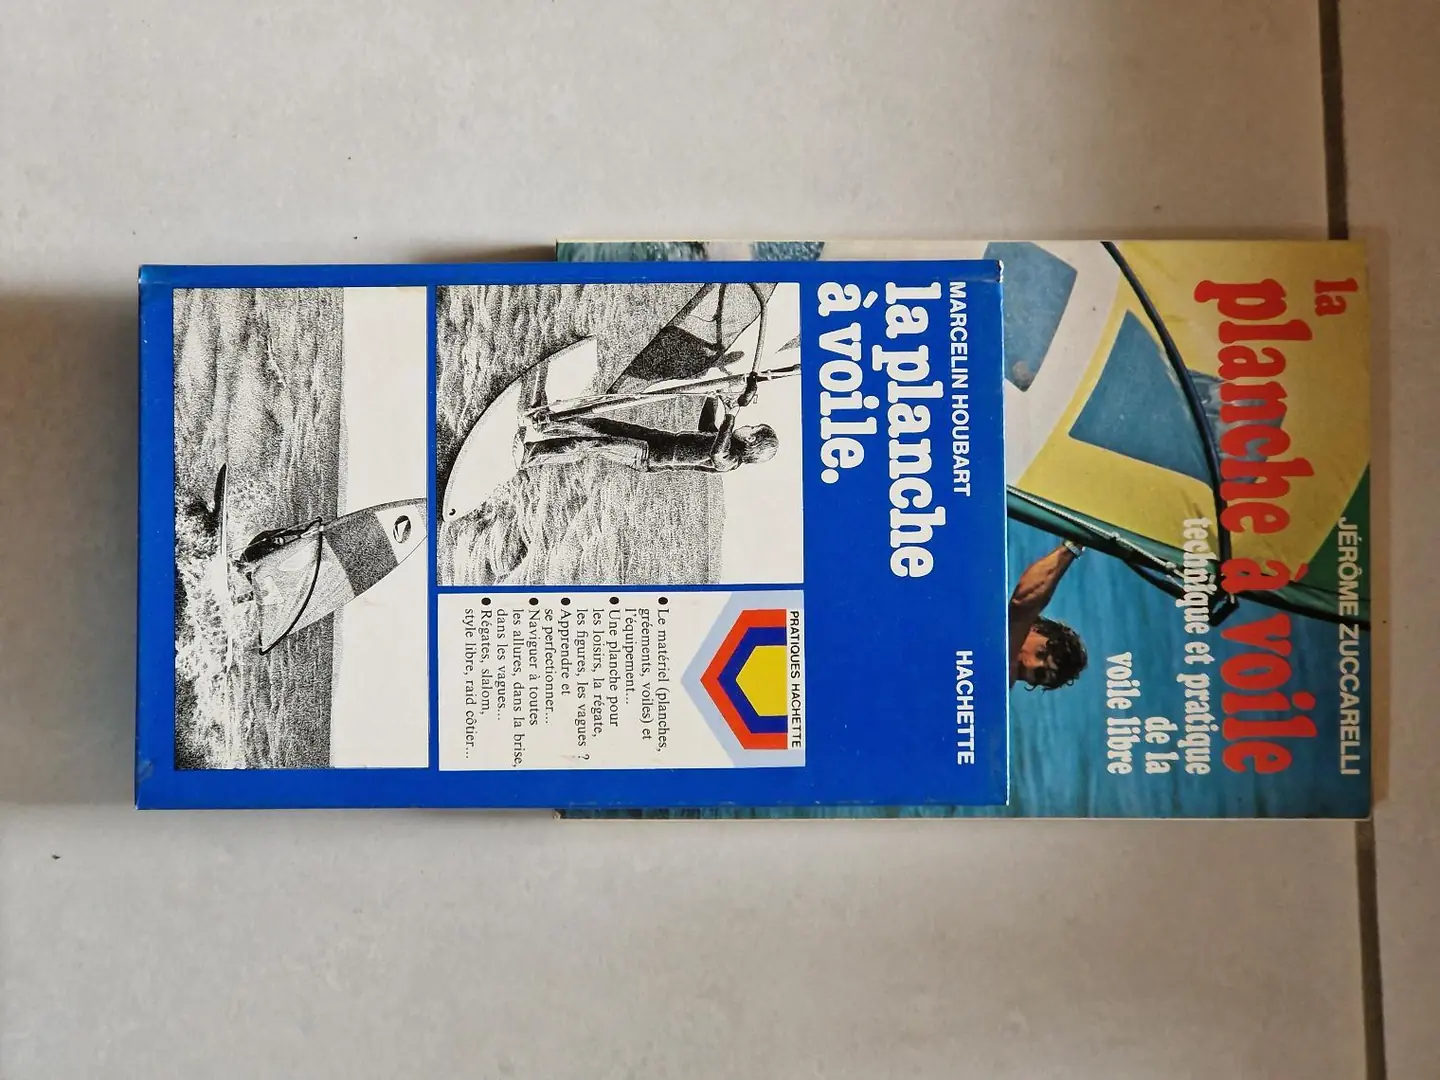 MARCELIN HOUBART
HACHETTE
la planche
à voile.
PRATIQUES HACHETTE
● Le matériel (planches,
gréements, voiles) et
l'équipement...
● Une planche pour
les loisirs, la régate,
les figures, les vagues ?
● Apprendre et
se perfectionner...
● Naviguer à toutes
les allures, dans la brise,
dans les vagues...
● Régates, slalom,
style libre, raid côtier...
JÉRÔME ZUCCARELLI
la
planche à voile
technique et pratique
de la
voile libre